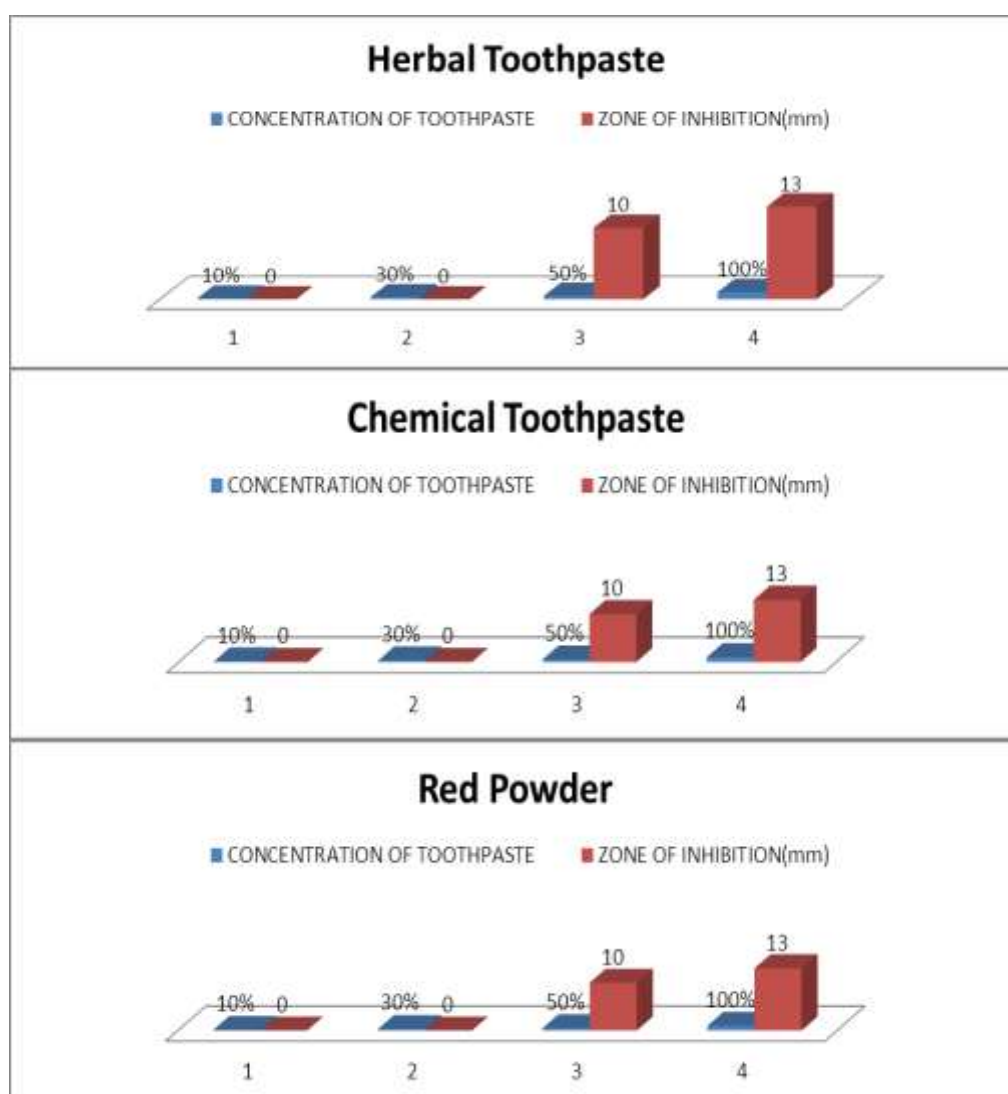 Herbal Toothpaste
CONCENTRATION OF TOOTHPASTE ZONE OF INHIBITION(mm)
13
10
10% 0 30% 0 50% 100%
1 2 3 4
Chemical Toothpaste
CONCENTRATION OF TOOTHPASTE ZONE OF INHIBITION(mm)
13
10
10% 0 30% 0 50% 100%
1 2 3 4
Red Powder
CONCENTRATION OF TOOTHPASTE ZONE OF INHIBITION(mm)
13
10
10% 0 30% 0 50% 100%
1 2 3 4